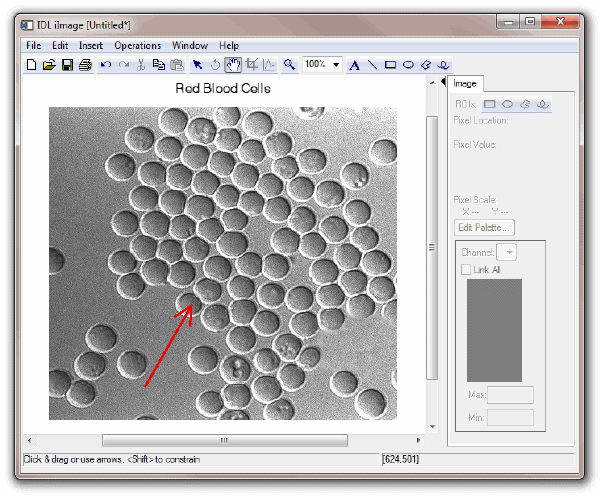 IDL iImage [Untitled*]
File Edit Insert Operations Window Help
100%
Red Blood Cells
Image
ROIs:
Pixel Location:
Pixel Value:
Pixel Scale
X --- Y ---
Edit Palette...
Channel:
Link All
Max:
Min:
Click & drag or use arrows. <Shift> to constrain
[624,501]